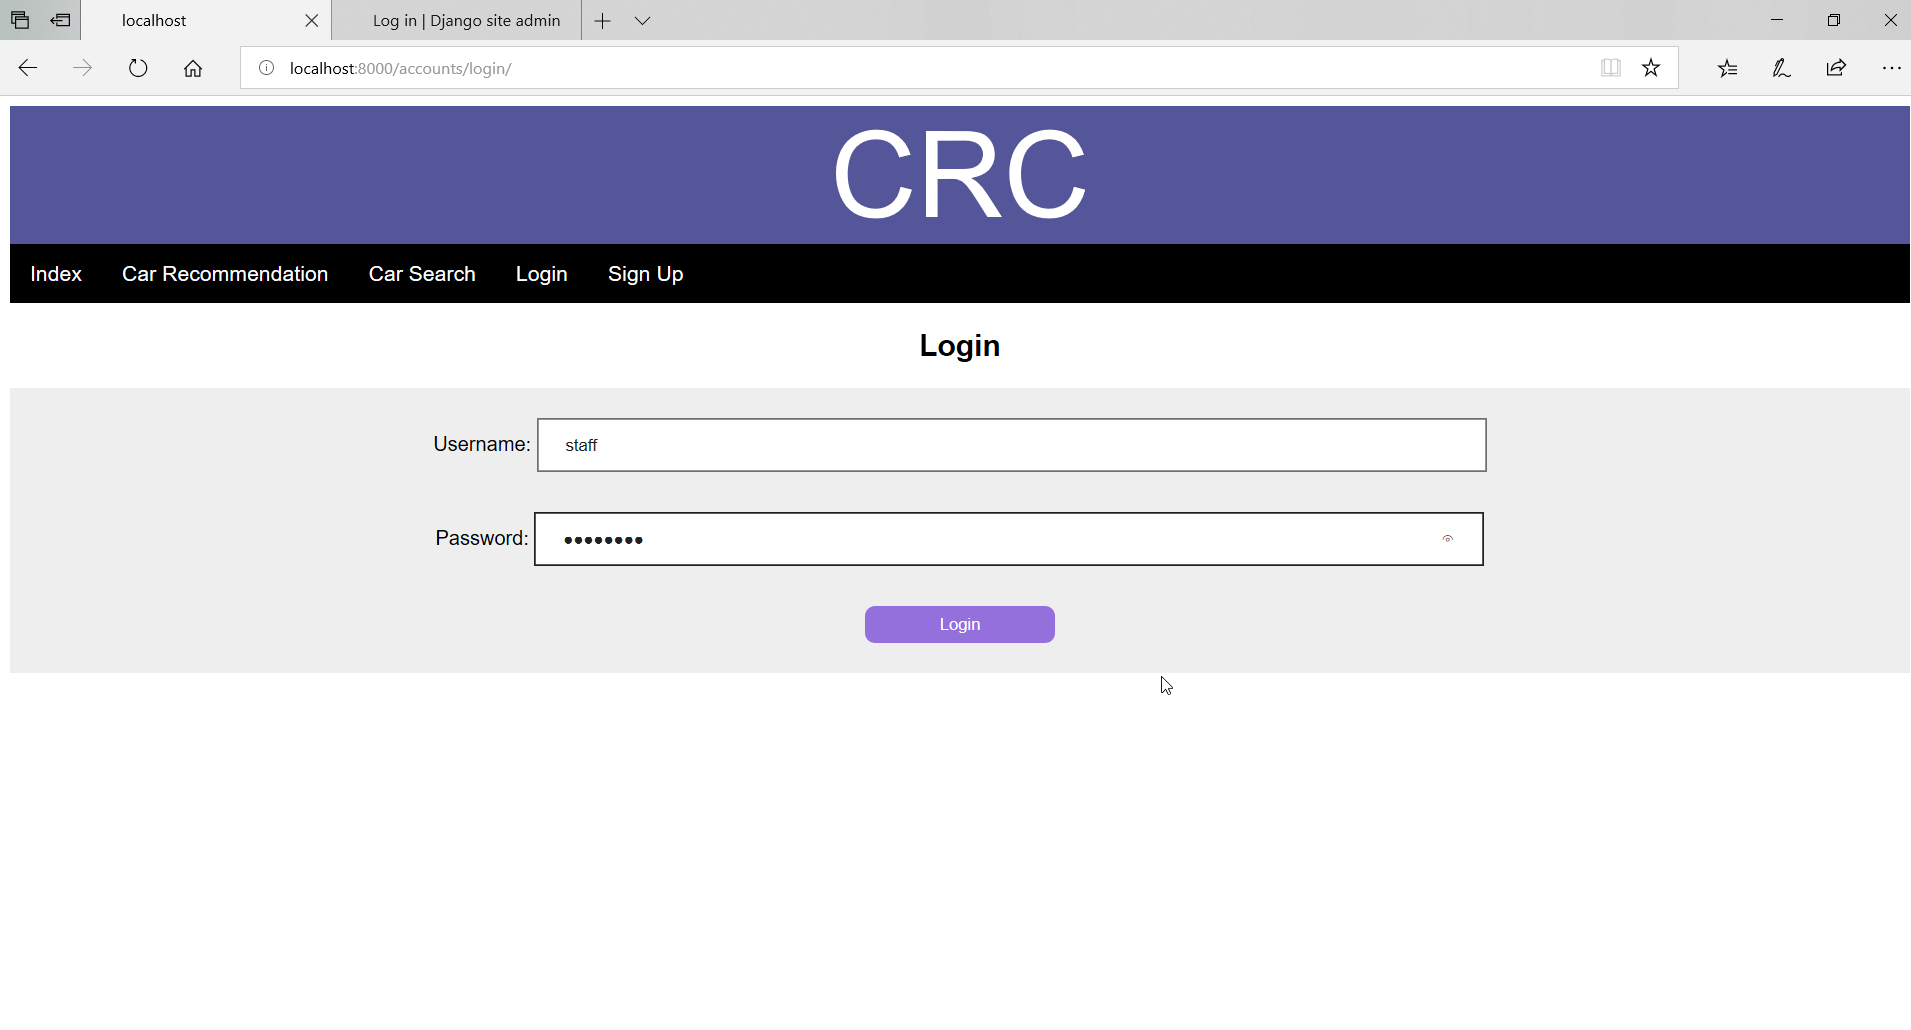 localhost
Log in | Django site admin
localhost:8000/accounts/login/
CRC
Index Car Recommendation Car Search Login Sign Up
Login
Username: staff
Password: ●●●●●●●●
Login